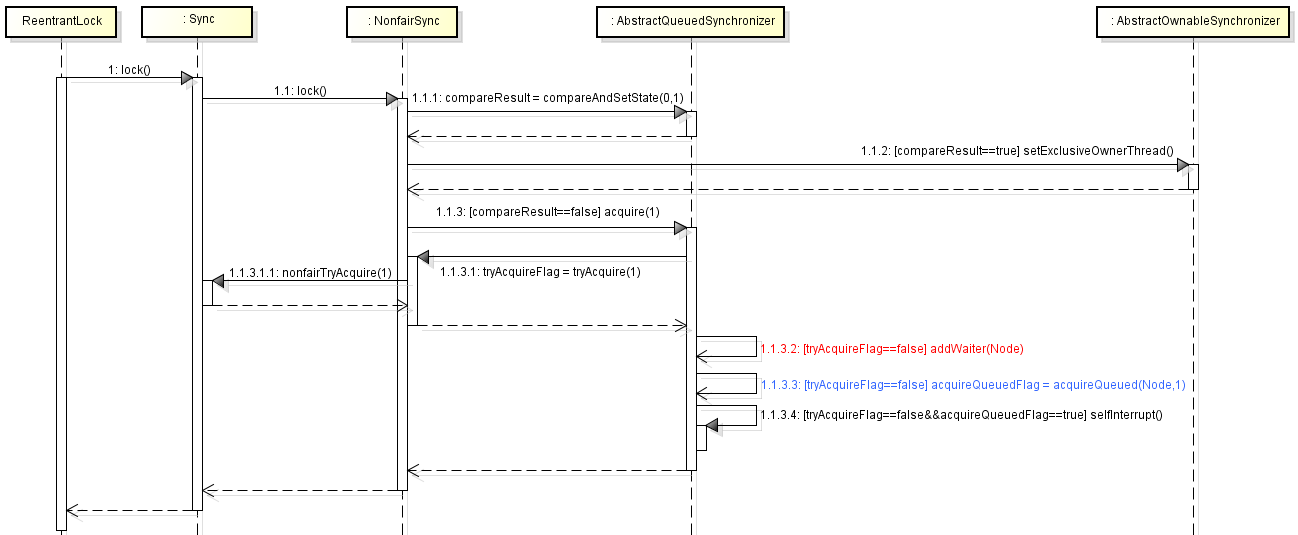 ReentrantLock
: Sync
: NonfairSync
: AbstractQueuedSynchronizer
: AbstractOwnableSynchronizer
1: lock()
1.1: lock()
1.1.1: compareResult = compareAndSetState(0,1)
1.1.2: [compareResult==true] setExclusiveOwnerThread()
1.1.3: [compareResult==false] acquire(1)
1.1.3.1: tryAcquireFlag = tryAcquire(1)
1.1.3.1.1: nonfairTryAcquire(1)
1.1.3.2: [tryAcquireFlag==false] addWaiter(Node)
1.1.3.3: [tryAcquireFlag==false] acquireQueuedFlag = acquireQueued(Node,1)
1.1.3.4: [tryAcquireFlag==false&&acquireQueuedFlag==true] selfInterrupt()